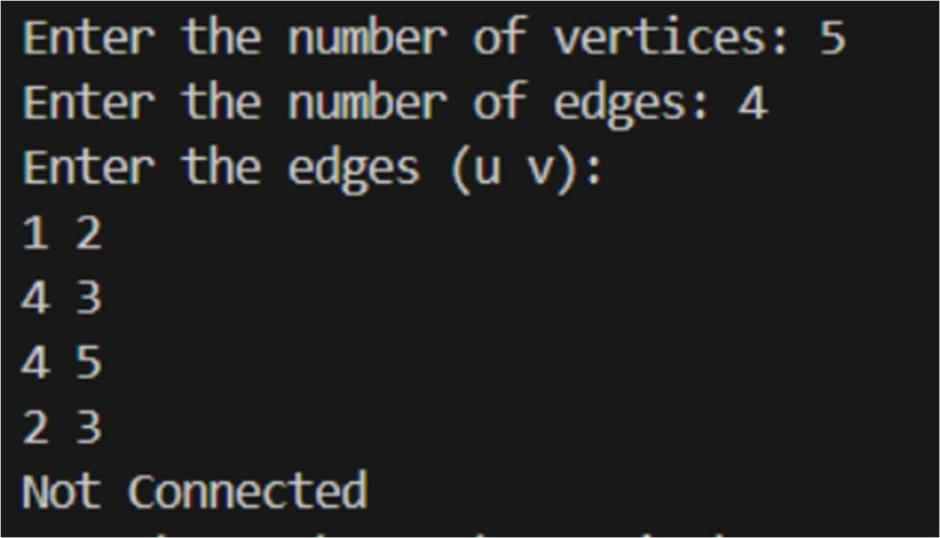 Enter the number of vertices: 5
Enter the number of edges: 4
Enter the edges (u v):
1 2
4 3
4 5
2 3
Not Connected